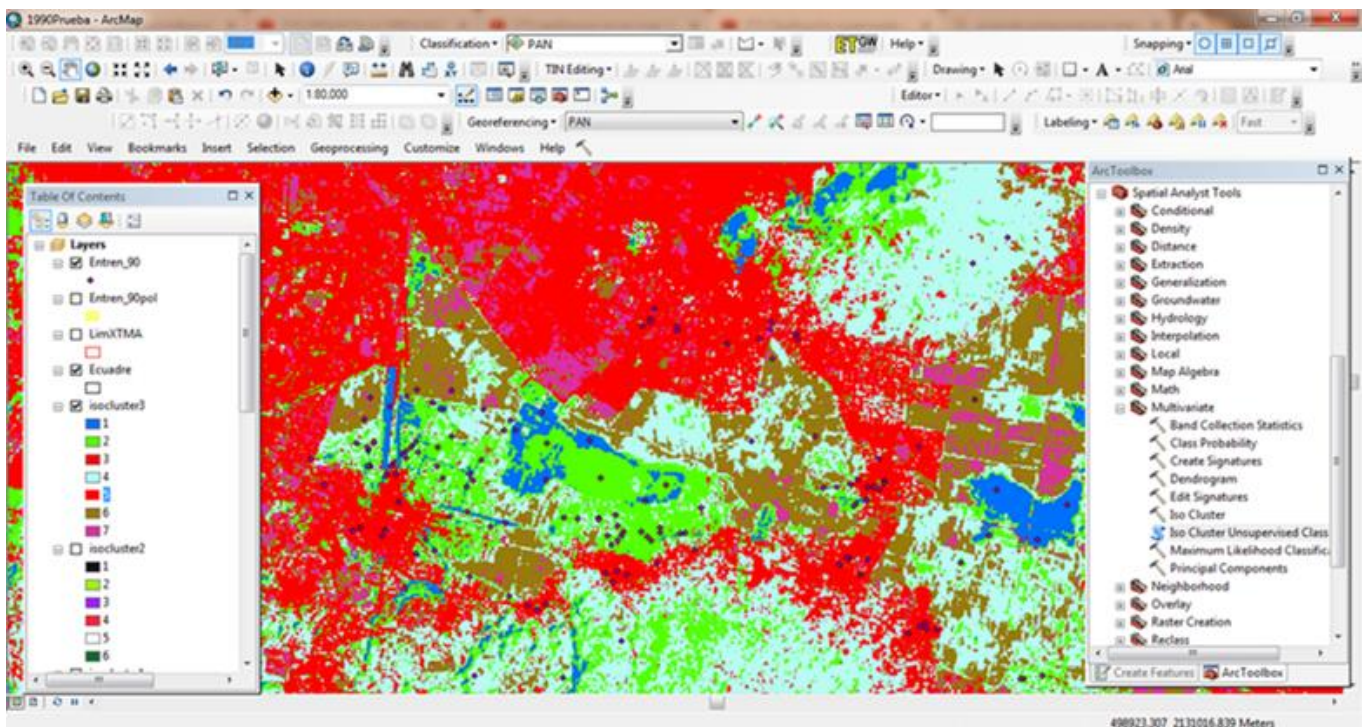 1990Prueba - ArcMap
Classification PAN ET GW Help Snapping
TIN Editing Drawing A Arial
1:80,000 Editor
Georeferencing PAN Labeling Fast
File Edit View Bookmarks Insert Selection Geoprocessing Customize Windows Help
Table Of Contents
Layers
Entren_90
Entren_90pol
LimXTMA
Ecuadre
isocluster3
1
2
3
4
5
6
7
isocluster2
1
2
3
4
5
6
ArcToolbox
Spatial Analyst Tools
Conditional
Density
Distance
Extraction
Generalization
Groundwater
Hydrology
Interpolation
Local
Map Algebra
Math
Multivariate
Band Collection Statistics
Class Probability
Create Signatures
Dendrogram
Edit Signatures
Iso Cluster
Iso Cluster Unsupervised Class
Maximum Likelihood Classific
Principal Components
Neighborhood
Overlay
Raster Creation
Reclass
Create Features ArcToolbox
498923.307 2131016.839 Meters